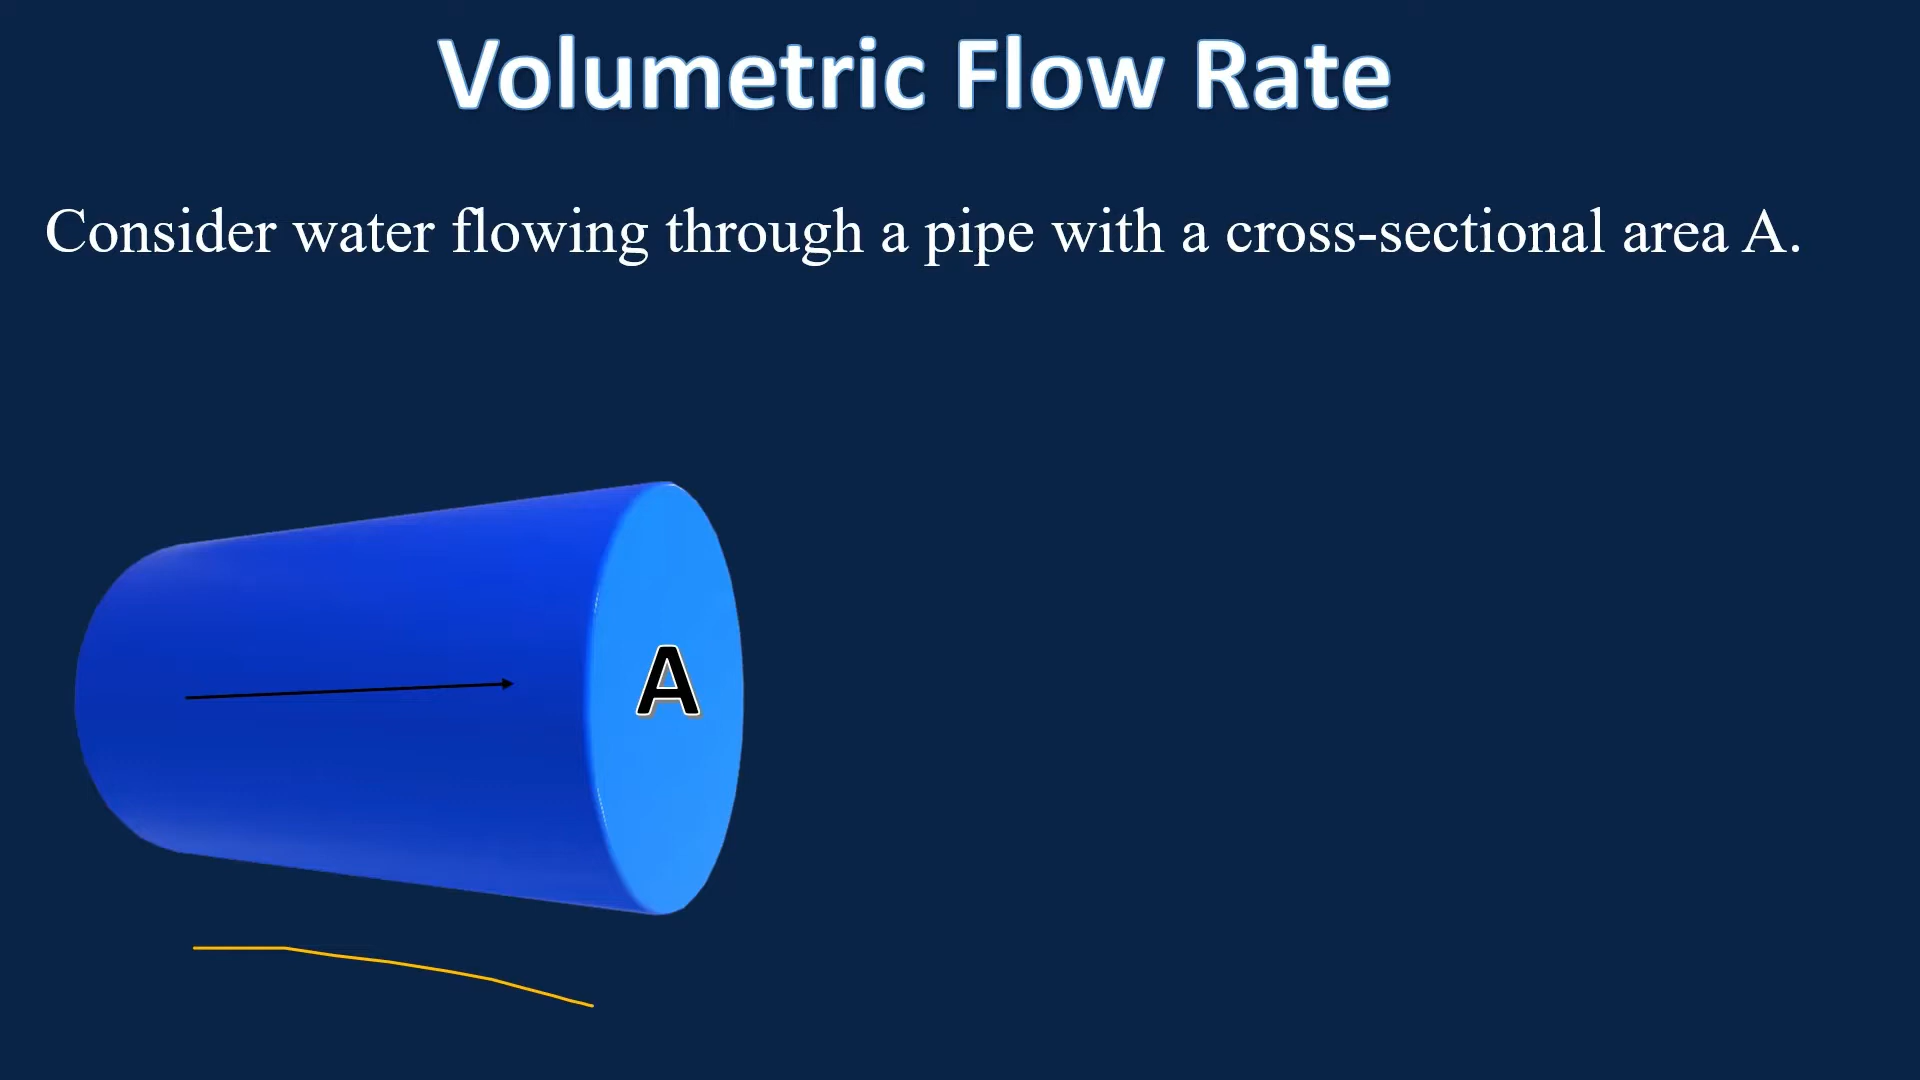 Volumetric Flow Rate
Consider water flowing through a pipe with a cross-sectional area A.
A